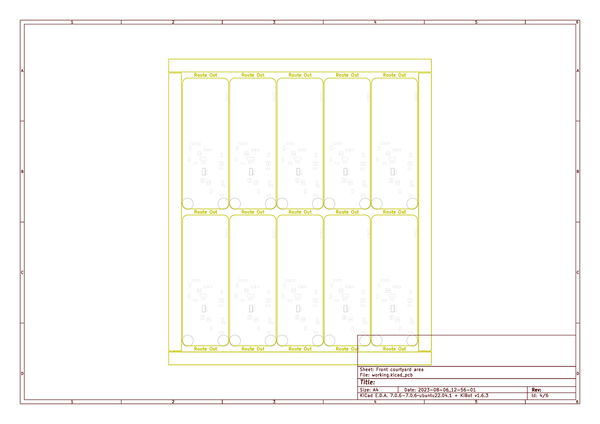 1 2 3 4 5 6
A A
Route Out Route Out Route Out Route Out Route Out
B B
Route Out Route Out Route Out Route Out Route Out
C C
Route Out Route Out Route Out Route Out Route Out
Sheet: Front courtyard area
File: working.kicad_pcb
D D
Title:
Size: A4 Date: 2023-08-06_12-56-01 Rev:
KiCad E.D.A. 7.0.6-7.0.6~ubuntu22.04.1 + KiBot v1.6.3 Id: 4/6
1 2 3 4 5 6